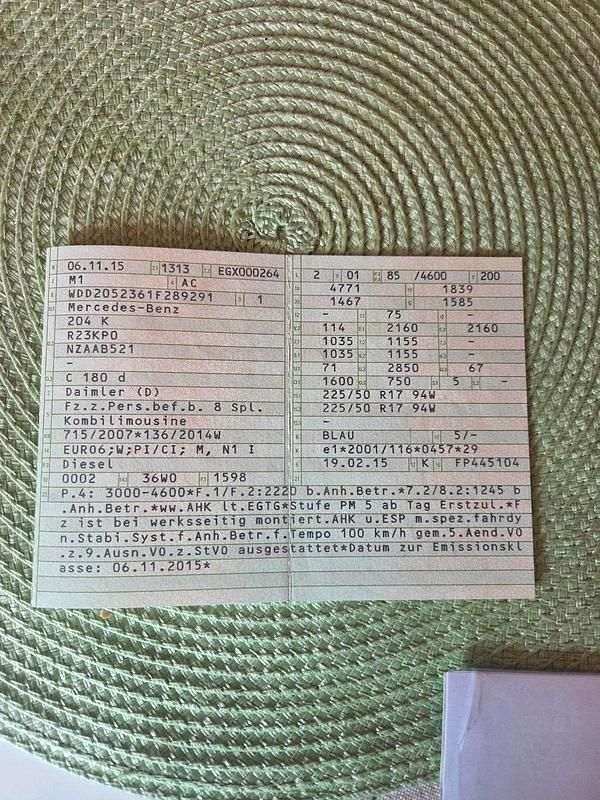 06.11.15 1313 EGX000264
M1 AC
WDD2052361F289291 1
Mercedes-Benz
204 K
R23KP0
NZAAB521
-
C 180 d
Daimler (D)
Fz.z.Pers.bef.b. 8 Spl.
Kombilimousine
715/2007*136/2014W
EURO6;W;PI/CI; M, N1 I
Diesel
0002 36W0 1598
2 01 85 /4600 200
4771 1839
1467 1585
- 75 -
114 2160 2160
1035 1155 -
1035 1155 -
71 2850 67
1600 750 5 -
225/50 R17 94W
225/50 R17 94W
-
BLAU 5/-
e1*2001/116*0457*29
19.02.15 K FP445104
P.4: 3000-4600*F.1/F.2:2220 b.Anh.Betr.*7.2/8.2:1245 b
.Anh.Betr.*ww.AHK lt.EGTG*Stufe PM 5 ab Tag Erstzul.*F
z ist bei werksseitig montiert.AHK u.ESP m.spez.fahrdy
n.Stabi.Syst.f.Anh.Betr.f.Tempo 100 km/h gem.5.Aend.VO
.z.9.Ausn.VO.z.StVO ausgestattet*Datum zur Emissionskl
asse: 06.11.2015*